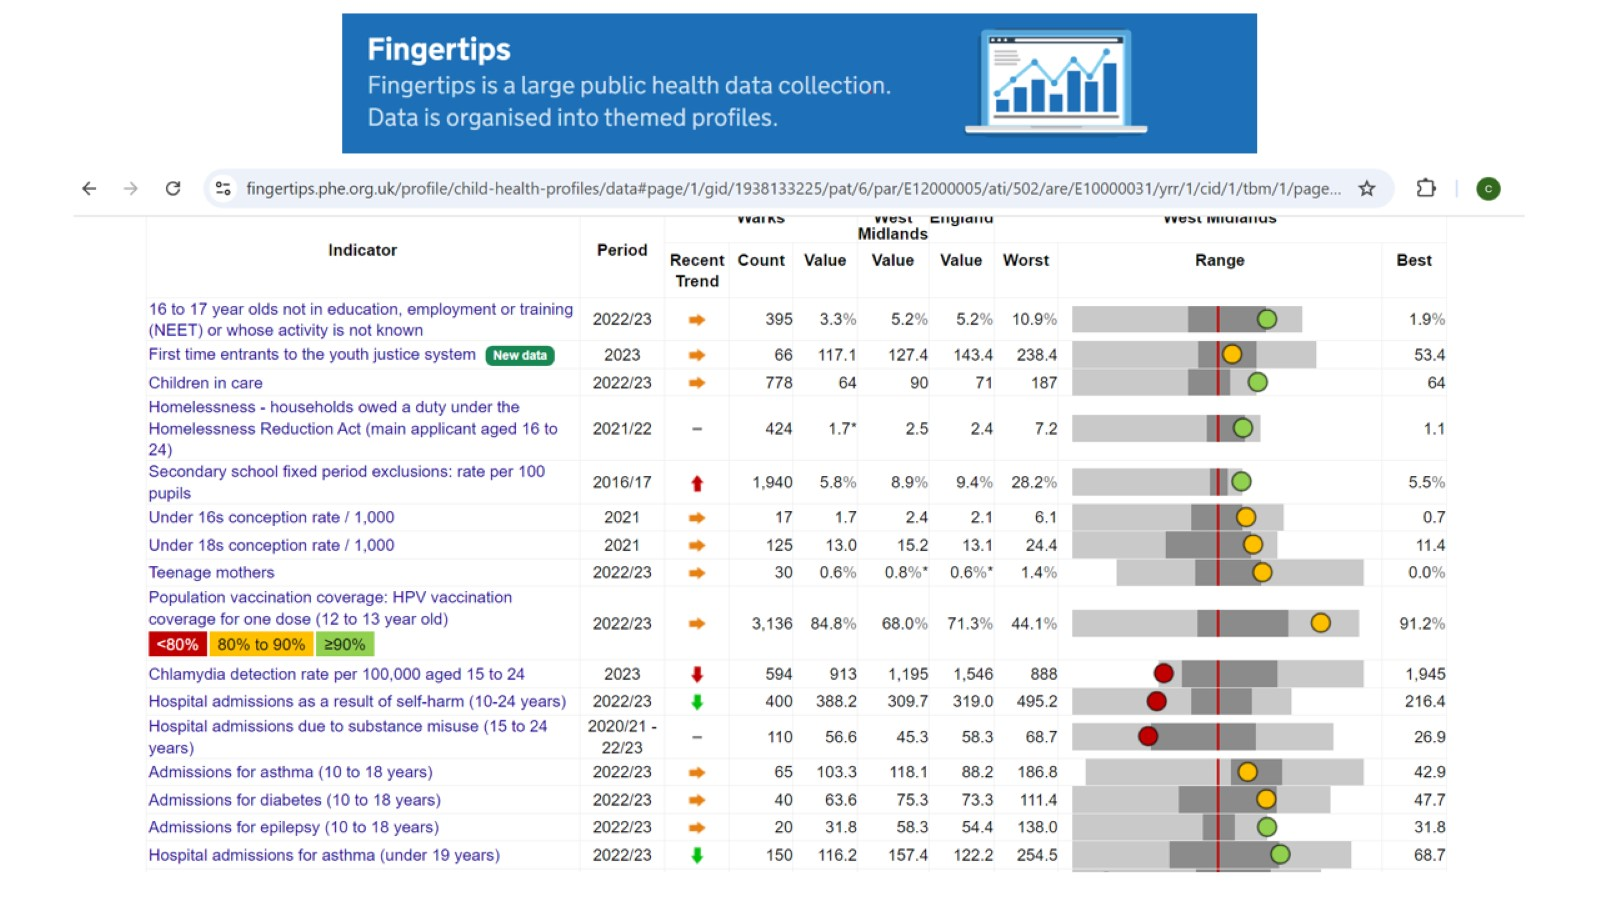 Fingertips
Fingertips is a large public health data collection.
Data is organised into themed profiles.
fingertips.phe.org.uk/profile/child-health-profiles/data#page/1/gid/1938133225/pat/6/par/E12000005/ati/502/are/E10000031/yrr/1/cid/1/tbm/1/page...
C
Warks West England West Midlands
Midlands
Indicator Period
Recent Count Value Value Value Worst Range Best
Trend
16 to 17 year olds not in education, employment or training
(NEET) or whose activity is not known 2022/23 395 3.3% 5.2% 5.2% 10.9% 1.9%
First time entrants to the youth justice system New data 2023 66 117.1 127.4 143.4 238.4 53.4
Children in care 2022/23 778 64 90 71 187 64
Homelessness - households owed a duty under the
Homelessness Reduction Act (main applicant aged 16 to 2021/22 – 424 1.7* 2.5 2.4 7.2 1.1
24)
Secondary school fixed period exclusions: rate per 100
pupils 2016/17 1,940 5.8% 8.9% 9.4% 28.2% 5.5%
Under 16s conception rate / 1,000 2021 17 1.7 2.4 2.1 6.1 0.7
Under 18s conception rate / 1,000 2021 125 13.0 15.2 13.1 24.4 11.4
Teenage mothers 2022/23 30 0.6% 0.8%* 0.6%* 1.4% 0.0%
Population vaccination coverage: HPV vaccination
coverage for one dose (12 to 13 year old) 2022/23 3,136 84.8% 68.0% 71.3% 44.1% 91.2%
<80% 80% to 90% ≥90%
Chlamydia detection rate per 100,000 aged 15 to 24 2023 594 913 1,195 1,546 888 1,945
Hospital admissions as a result of self-harm (10-24 years) 2022/23 400 388.2 309.7 319.0 495.2 216.4
Hospital admissions due to substance misuse (15 to 24 2020/21 -
years) 22/23 – 110 56.6 45.3 58.3 68.7 26.9
Admissions for asthma (10 to 18 years) 2022/23 65 103.3 118.1 88.2 186.8 42.9
Admissions for diabetes (10 to 18 years) 2022/23 40 63.6 75.3 73.3 111.4 47.7
Admissions for epilepsy (10 to 18 years) 2022/23 20 31.8 58.3 54.4 138.0 31.8
Hospital admissions for asthma (under 19 years) 2022/23 150 116.2 157.4 122.2 254.5 68.7